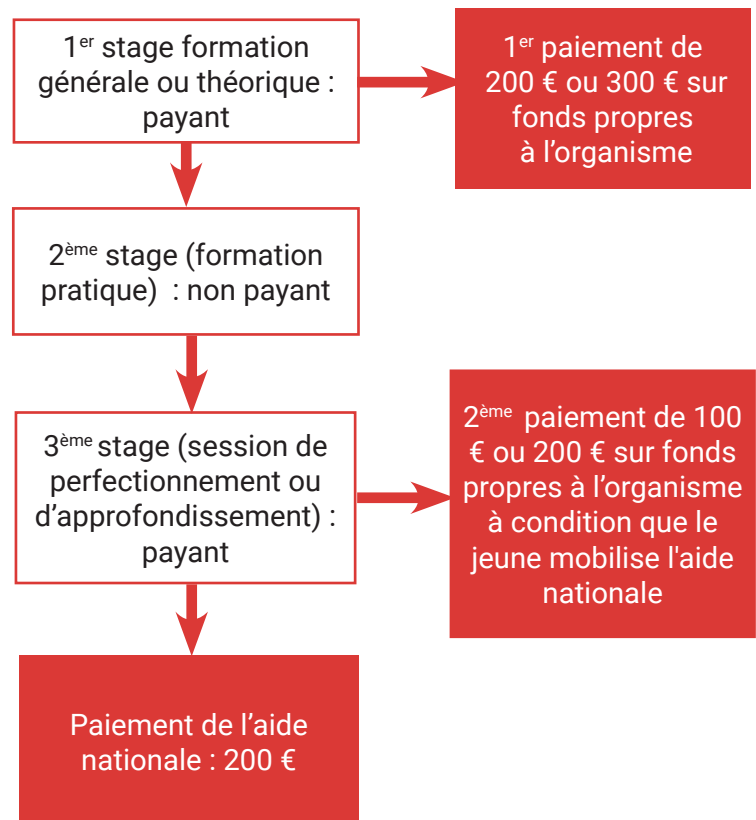 1er stage formation
générale ou théorique :
payant
1er paiement de
200 € ou 300 € sur
fonds propres
à l’organisme
2ème stage (formation
pratique) : non payant
3ème stage (session de
perfectionnement ou
d’approfondissement) :
payant
2ème paiement de 100
€ ou 200 € sur fonds
propres à l’organisme
à condition que le
jeune mobilise l'aide
nationale
Paiement de l’aide
nationale : 200 €